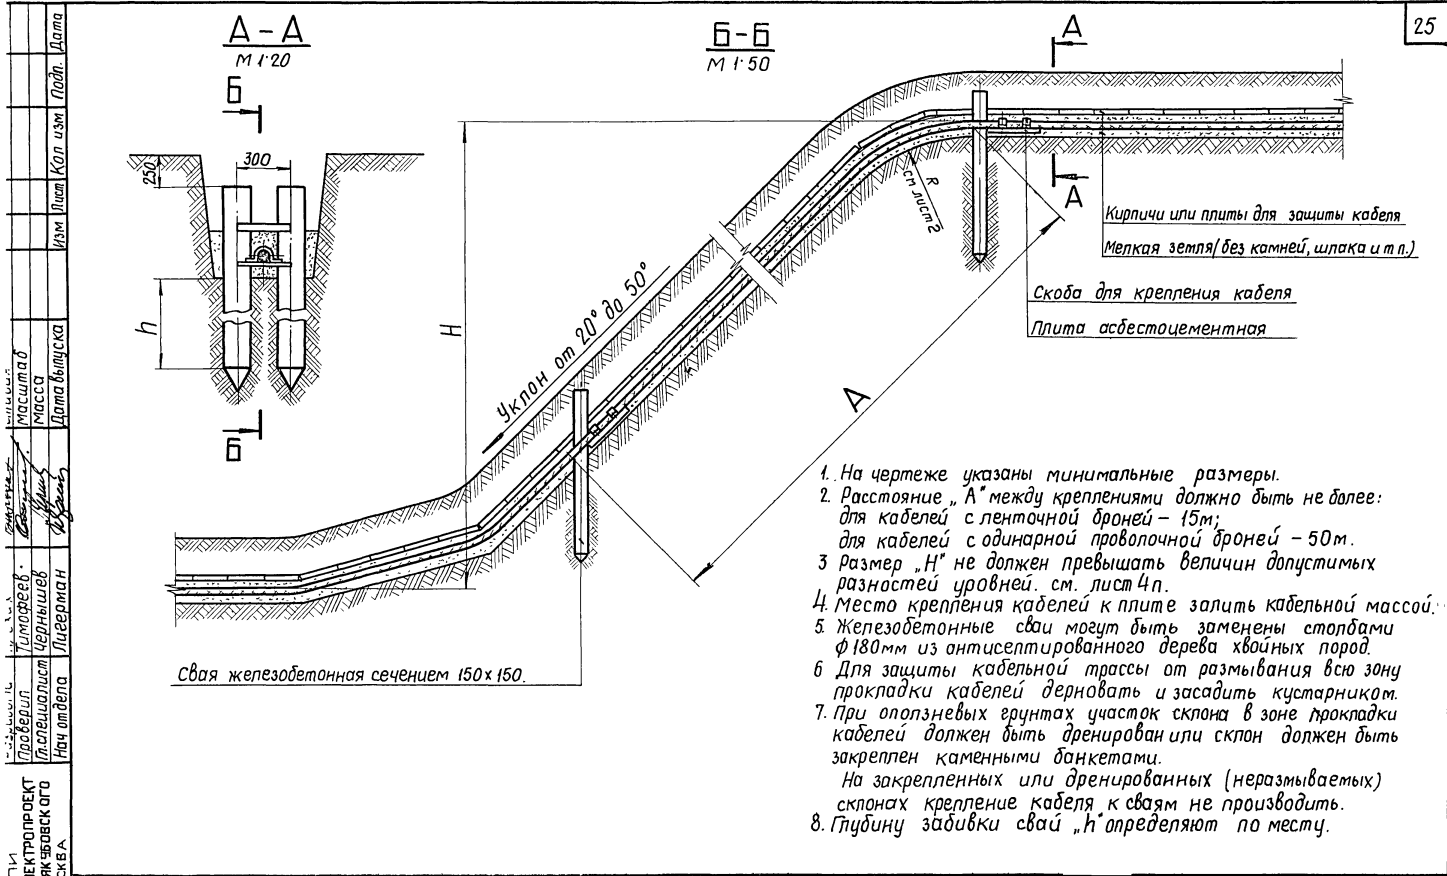 25
А - А
М 1:20
Б
250
300
h
Б
Б-Б
М 1:50
А
А
H
Уклон от 20° до 50°
R
см лист 2
А
Кирпичи или плиты для защиты кабеля
Мелкая земля (без камней, шлака и т п.)
Скоба для крепления кабеля
Плита асбестоцементная
Свая железобетонная сечением 150×150.
1. На чертеже указаны минимальные размеры.
2. Расстояние „А" между креплениями должно быть не более:
для кабелей с ленточной броней – 15м;
для кабелей с одинарной проволочной броней – 50м.
3 Размер „Н" не должен превышать величин допустимых
разностей уровней. см. лист 4п.
4. Место крепления кабелей к плите залить кабельной массой.
5. Железобетонные сваи могут быть заменены столбами
ф180мм из антисептированного дерева хвойных пород.
6 Для защиты кабельной трассы от размывания всю зону
прокладки кабелей дерновать и засадить кустарником.
7. При оползневых грунтах участок склона в зоне прокладки
кабелей должен быть дренирован или склон должен быть
закреплен каменными банкетами.
На закрепленных или дренированных (неразмываемых)
склонах крепление кабеля к сваям не производить.
8. Глубину забивки свай „h" определяют по месту.
Изм Лист Кол изм Подп. Дата
Масштаб
Масса
Дата выпуска
Проверил Тимофеев
Гл.специалист Чернышев
Нач отдела Лигерман